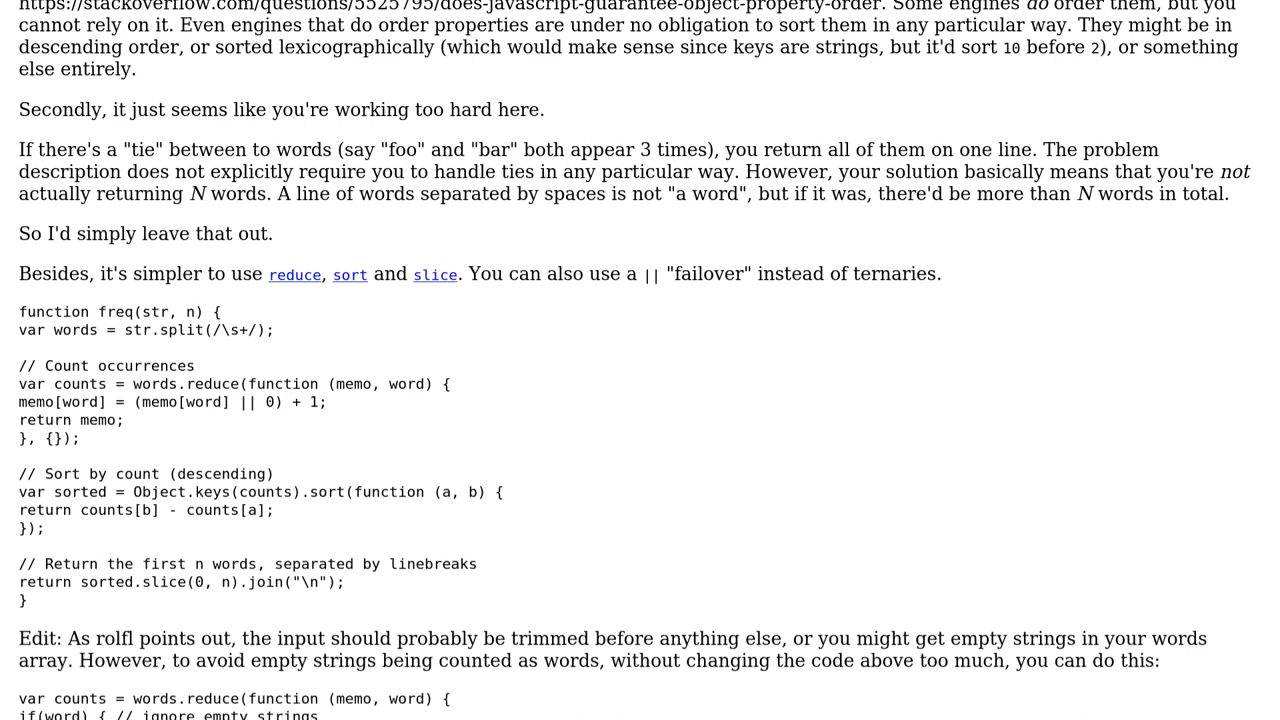 https://stackoverflow.com/questions/5525795/does-javascript-guarantee-object-property-order. Some engines do order them, but you
cannot rely on it. Even engines that do order properties are under no obligation to sort them in any particular way. They might be in
descending order, or sorted lexicographically (which would make sense since keys are strings, but it'd sort 10 before 2), or something
else entirely.
Secondly, it just seems like you're working too hard here.
If there's a "tie" between to words (say "foo" and "bar" both appear 3 times), you return all of them on one line. The problem
description does not explicitly require you to handle ties in any particular way. However, your solution basically means that you're not
actually returning N words. A line of words separated by spaces is not "a word", but if it was, there'd be more than N words in total.
So I'd simply leave that out.
Besides, it's simpler to use reduce, sort and slice. You can also use a || "failover" instead of ternaries.
function freq(str, n) {
var words = str.split(/\s+/);
// Count occurrences
var counts = words.reduce(function (memo, word) {
memo[word] = (memo[word] || 0) + 1;
return memo;
}, {});
// Sort by count (descending)
var sorted = Object.keys(counts).sort(function (a, b) {
return counts[b] - counts[a];
});
// Return the first n words, separated by linebreaks
return sorted.slice(0, n).join("\n");
}
Edit: As rolfl points out, the input should probably be trimmed before anything else, or you might get empty strings in your words
array. However, to avoid empty strings being counted as words, without changing the code above too much, you can do this:
var counts = words.reduce(function (memo, word) {
if(word) { // ignore empty strings